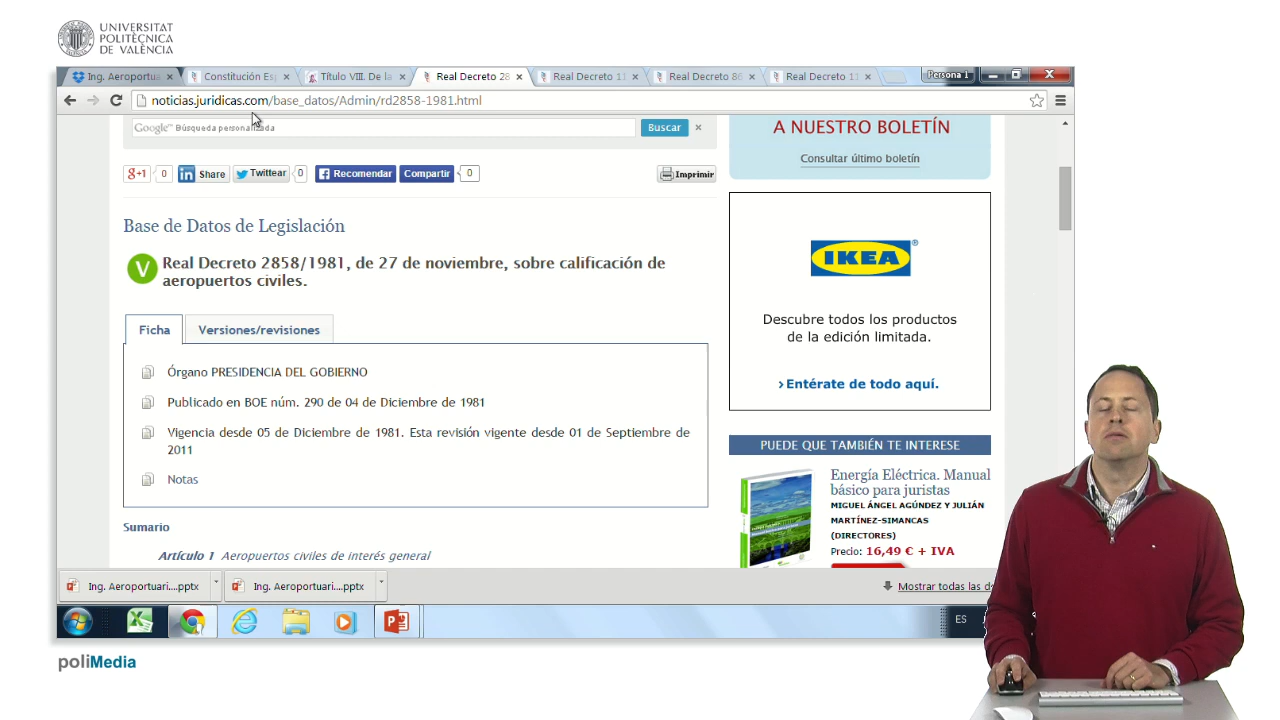 UNIVERSITAT
POLITÈCNICA
DE VALÈNCIA
Ing. Aeroportua
Constitución Es
Título VIII. De la
Real Decreto 28
Real Decreto 11
Real Decreto 86
Real Decreto 11
Persona 1
noticias.juridicas.com/base_datos/Admin/rd2858-1981.html
Google™ Búsqueda personalizada
Buscar
A NUESTRO BOLETÍN
Consultar último boletín
g+1 0 in Share Twittear 0 Recomendar Compartir 0
Imprimir
Base de Datos de Legislación
V
Real Decreto 2858/1981, de 27 de noviembre, sobre calificación de
aeropuertos civiles.
Ficha
Versiones/revisiones
Órgano PRESIDENCIA DEL GOBIERNO
Publicado en BOE núm. 290 de 04 de Diciembre de 1981
Vigencia desde 05 de Diciembre de 1981. Esta revisión vigente desde 01 de Septiembre de
2011
Notas
Sumario
Artículo 1 Aeropuertos civiles de interés general
IKEA®
Descubre todos los productos
de la edición limitada.
Entérate de todo aquí.
PUEDE QUE TAMBIÉN TE INTERESE
Energía Eléctrica. Manual
básico para juristas
MIGUEL ÁNGEL AGÚNDEZ Y JULIÁN
MARTÍNEZ-SIMANCAS
(DIRECTORES)
Precio: 16,49 € + IVA
Ing. Aeroportuari....pptx
Ing. Aeroportuari....pptx
Mostrar todas las d
ES
poliMedia